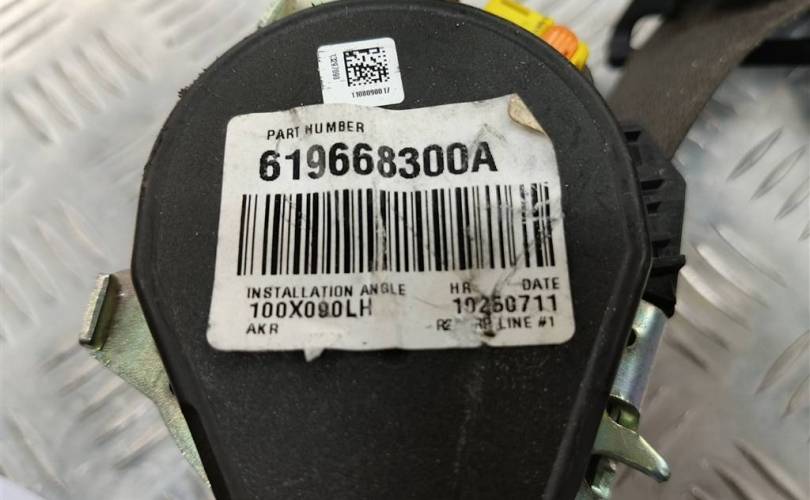 PART NUMBER
619668300A
INSTALLATION ANGLE HR DATE
100X090LH 10250711
AKR LINE #1